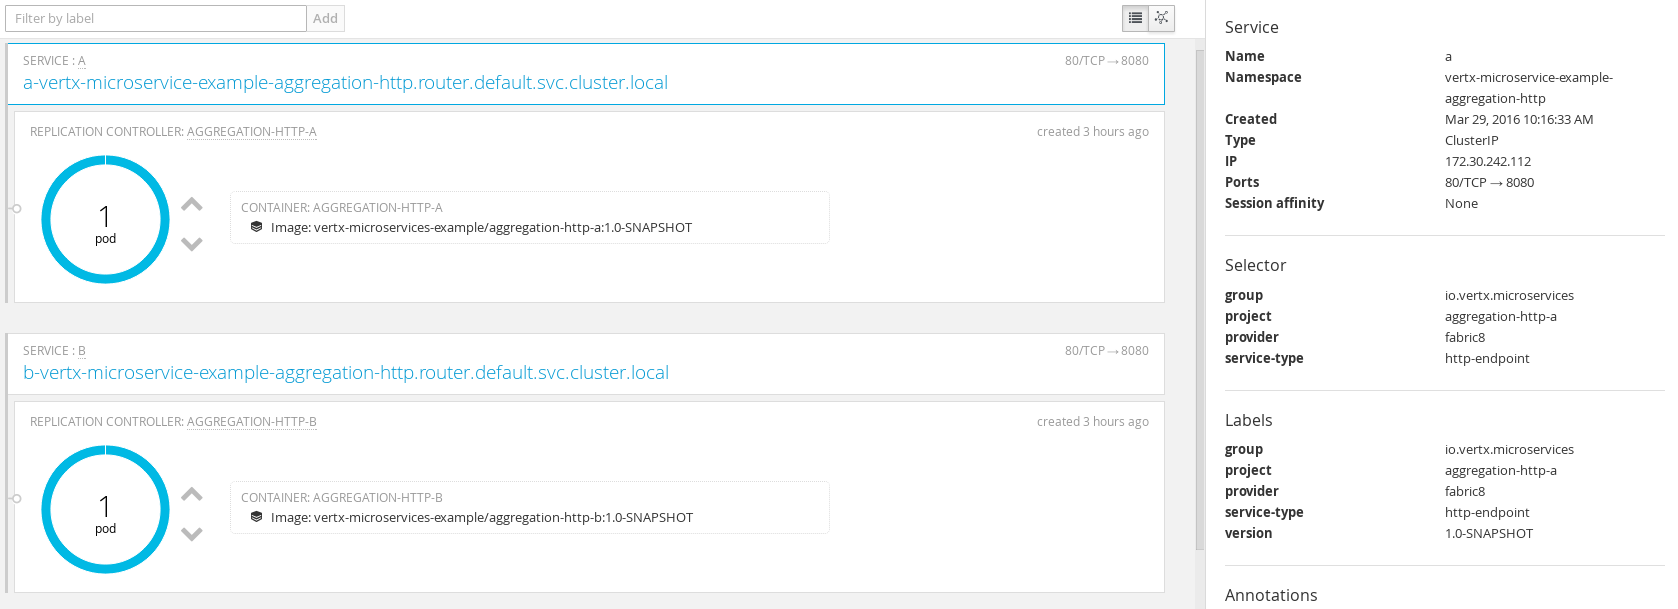 Filter by label
Add
SERVICE : A
80/TCP → 8080
a-vertx-microservice-example-aggregation-http.router.default.svc.cluster.local
REPLICATION CONTROLLER: AGGREGATION-HTTP-A
created 3 hours ago
1
pod
CONTAINER: AGGREGATION-HTTP-A
Image: vertx-microservices-example/aggregation-http-a:1.0-SNAPSHOT
SERVICE : B
80/TCP → 8080
b-vertx-microservice-example-aggregation-http.router.default.svc.cluster.local
REPLICATION CONTROLLER: AGGREGATION-HTTP-B
created 3 hours ago
1
pod
CONTAINER: AGGREGATION-HTTP-B
Image: vertx-microservices-example/aggregation-http-b:1.0-SNAPSHOT
Service
Name a
Namespace vertx-microservice-example-
aggregation-http
Created Mar 29, 2016 10:16:33 AM
Type ClusterIP
IP 172.30.242.112
Ports 80/TCP → 8080
Session affinity None
Selector
group io.vertx.microservices
project aggregation-http-a
provider fabric8
service-type http-endpoint
Labels
group io.vertx.microservices
project aggregation-http-a
provider fabric8
service-type http-endpoint
version 1.0-SNAPSHOT
Annotations